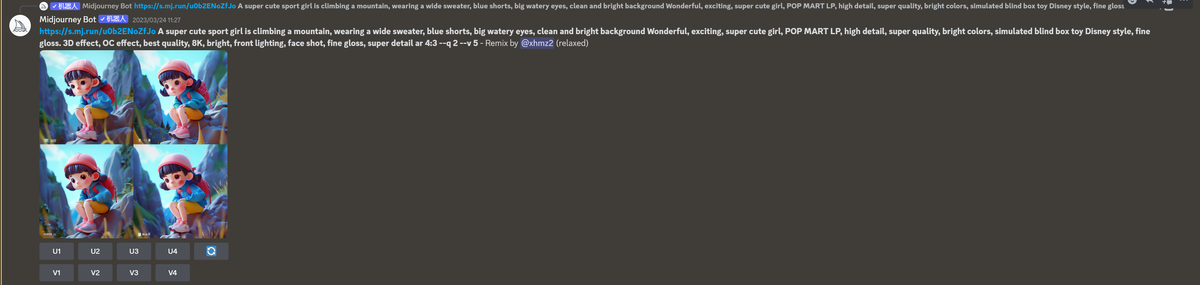 ✓机器人 Midjourney Bot https://s.mj.run/u0b2ENoZfJo A super cute sport girl is climbing a mountain, wearing a wide sweater, blue shorts, big watery eyes, clean and bright background Wonderful, exciting, super cute girl, POP MART LP, high detail, super quality, bright colors, simulated blind box toy Disney style, fine gloss
Midjourney Bot ✓机器人 2023/03/24 11:27
https://s.mj.run/u0b2ENoZfJo A super cute sport girl is climbing a mountain, wearing a wide sweater, blue shorts, big watery eyes, clean and bright background Wonderful, exciting, super cute girl, POP MART LP, high detail, super quality, bright colors, simulated blind box toy Disney style, fine
gloss. 3D effect, OC effect, best quality, 8K, bright, front lighting, face shot, fine gloss, super detail ar 4:3 --q 2 --v 5 - Remix by @xhmz2 (relaxed)
U1 U2 U3 U4
V1 V2 V3 V4